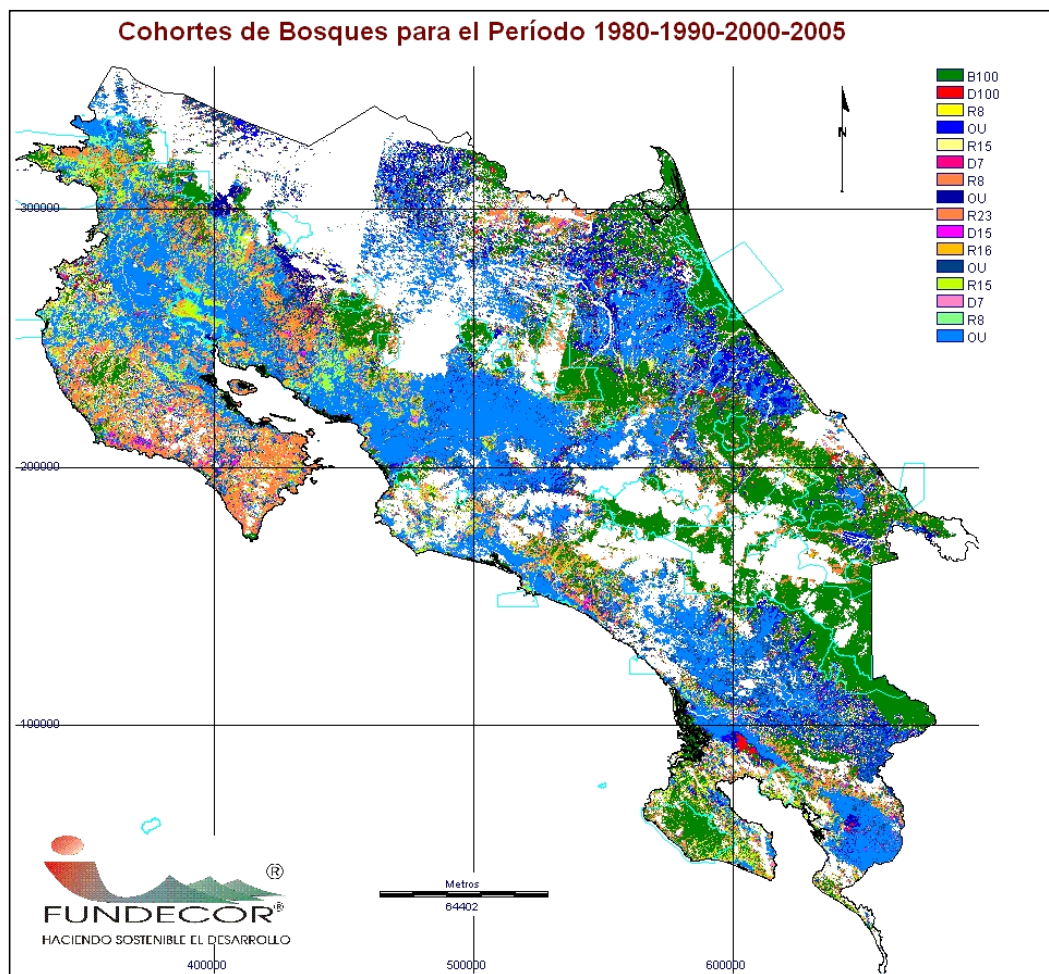 Cohortes de Bosques para el Período 1980-1990-2000-2005
B100
D100
R8
OU
R15
D7
R8
OU
R23
D15
R16
OU
R15
D7
R8
OU
N
300000
200000
100000
Metros
64402
®
FUNDECOR®
HACIENDO SOSTENIBLE EL DESARROLLO
400000
500000
600000